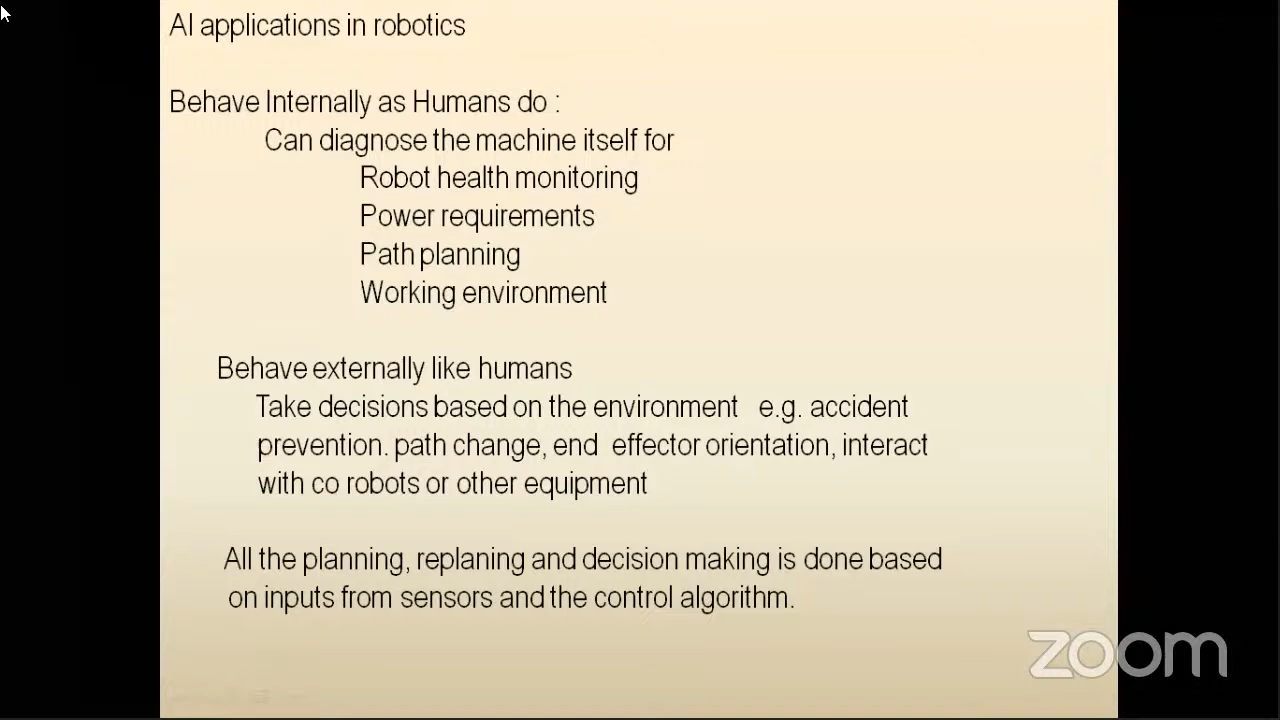 AI applications in robotics
Behave Internally as Humans do :
Can diagnose the machine itself for
Robot health monitoring
Power requirements
Path planning
Working environment
Behave externally like humans
Take decisions based on the environment e.g. accident
prevention. path change, end effector orientation, interact
with co robots or other equipment
All the planning, replaning and decision making is done based
on inputs from sensors and the control algorithm.
zoom